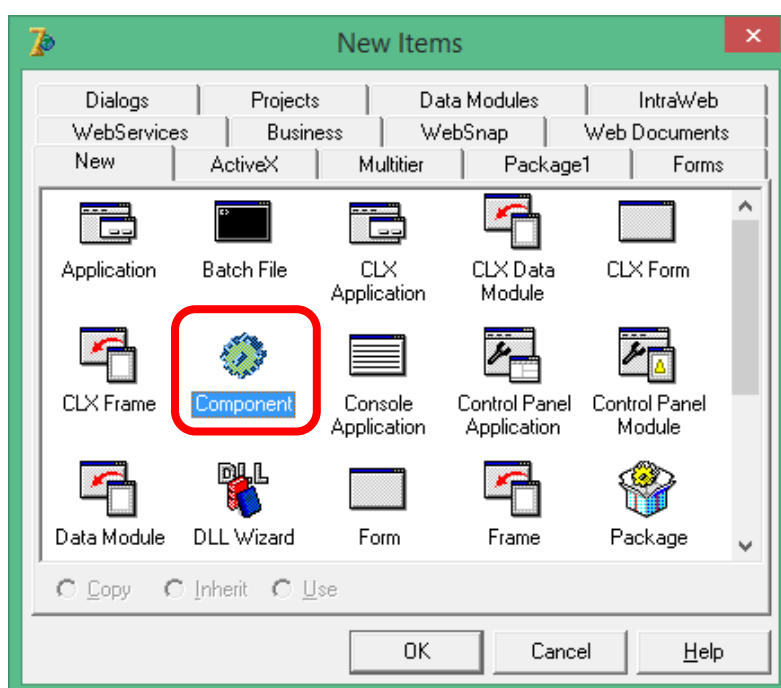 New Items
Dialogs Projects Data Modules IntraWeb
WebServices Business WebSnap Web Documents
New ActiveX Multitier Package1 Forms
Application Batch File CLX Application CLX Data Module CLX Form
CLX Frame Component Console Application Control Panel Application Control Panel Module
Data Module DLL Wizard Form Frame Package
DLL
Copy Inherit Use
OK Cancel Help